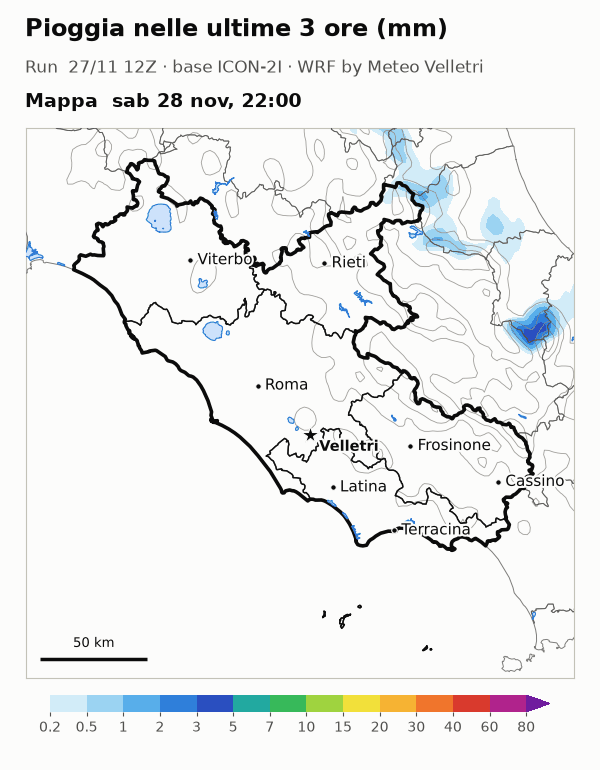 Pioggia nelle ultime 3 ore (mm)
Run  27/11 12Z · base ICON-2I · WRF by Meteo Velletri
Mappa  sab 28 nov, 22:00
Viterbo
Rieti
Roma
Velletri
Frosinone
Latina
Cassino
Terracina
50 km
0.2 0.5 1 2 3 5 7 10 15 20 30 40 60 80